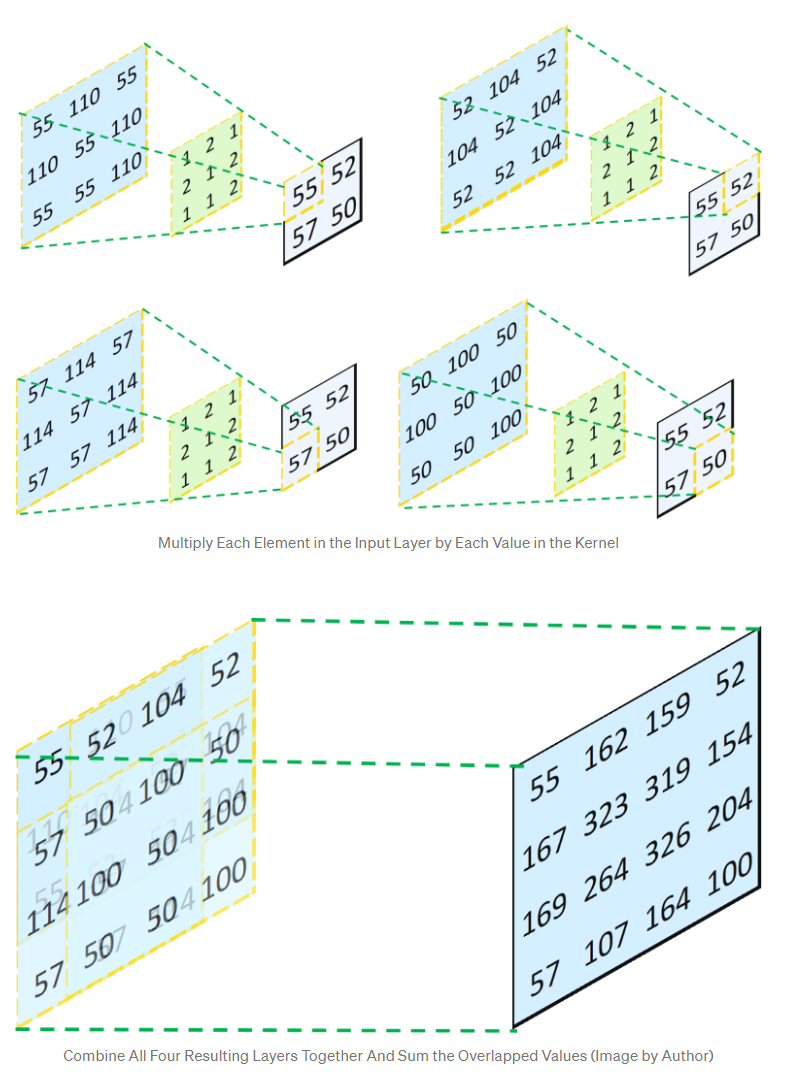 55 110 55
110 55 110
55 55 110
1 2 1
2 1 2
1 1 2
55 52
57 50
52 104 52
104 52 104
52 52 104
1 2 1
2 1 2
1 1 2
55 52
57 50
57 114 57
114 57 114
57 57 114
1 2 1
2 1 2
1 1 2
55 52
57 50
50 100 50
100 50 100
50 50 100
1 2 1
2 1 2
1 1 2
55 52
57 50
Multiply Each Element in the Input Layer by Each Value in the Kernel
55 52 104 52
57 50 100 50
114 100 50 100
57 50 50 100
55 162 159 52
167 323 319 154
169 264 326 204
57 107 164 100
Combine All Four Resulting Layers Together And Sum the Overlapped Values (Image by Author)